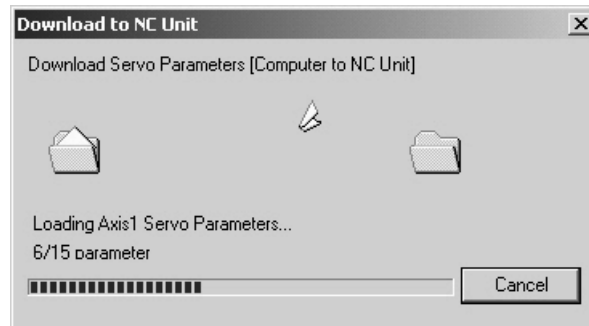 Download to NC Unit
Download Servo Parameters [Computer to NC Unit]
Loading Axis1 Servo Parameters...
6/15 parameter
Cancel